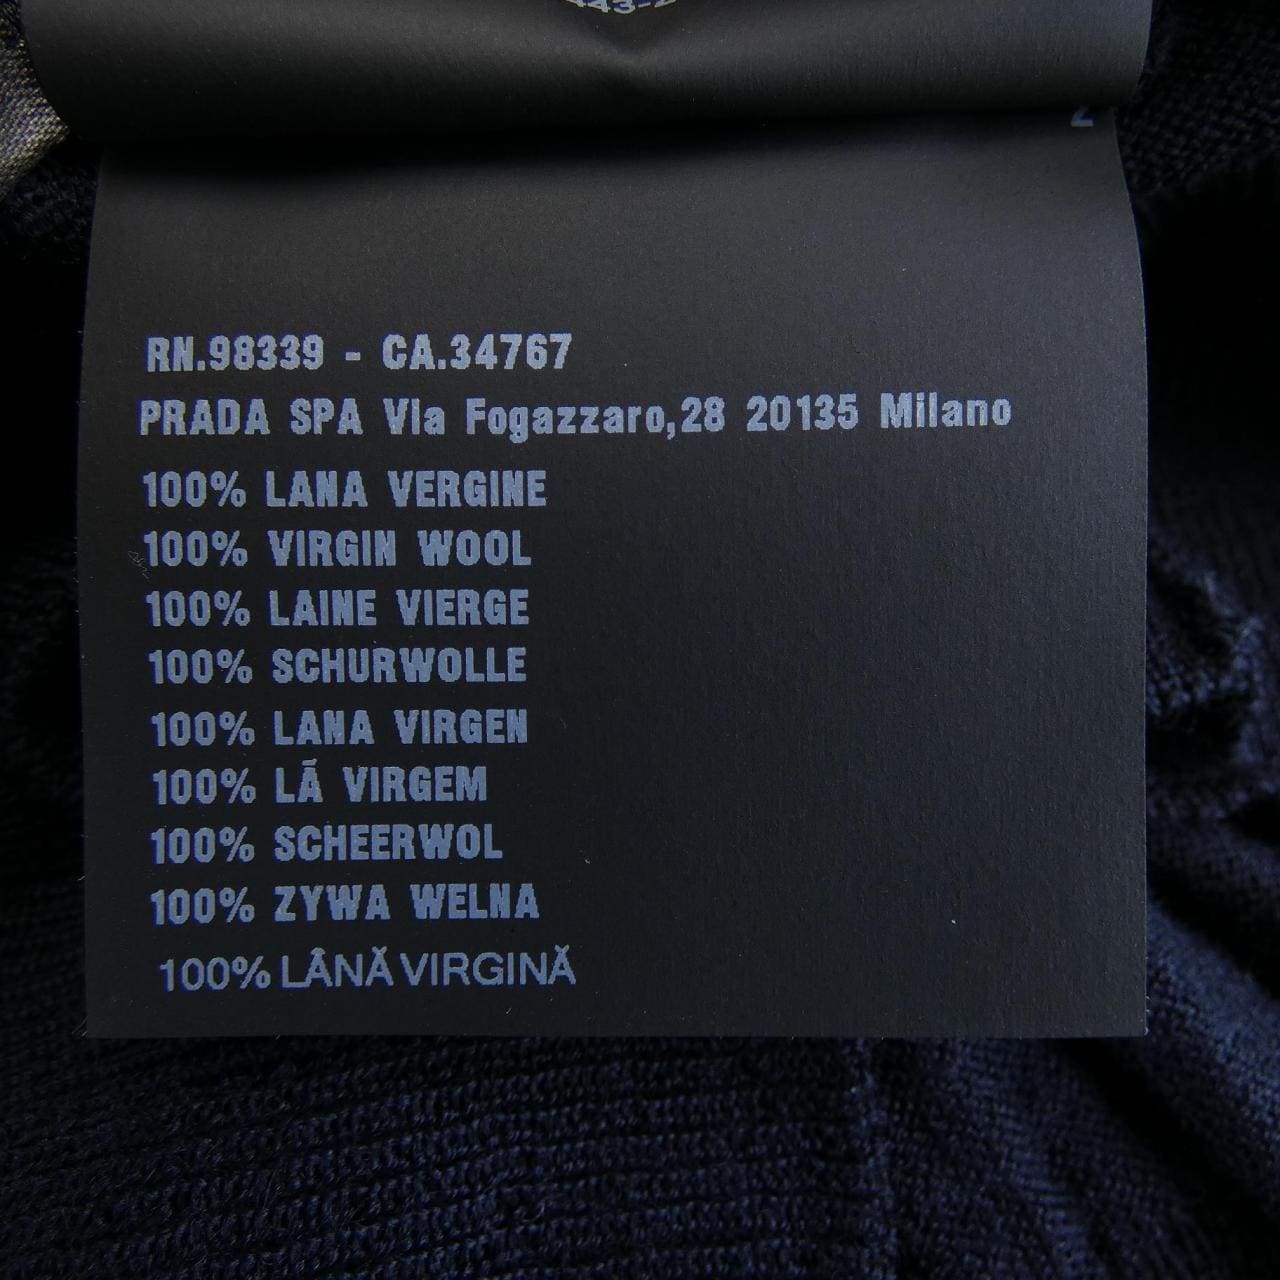 RN.98339 - CA.34767
PRADA SPA Via Fogazzaro,28 20135 Milano
100% LANA VERGINE
100% VIRGIN WOOL
100% LAINE VIERGE
100% SCHURWOLLE
100% LANA VIRGEN
100% LÃ VIRGEM
100% SCHEERWOL
100% ZYWA WELNA
100% LÂNĂ VIRGINĂ